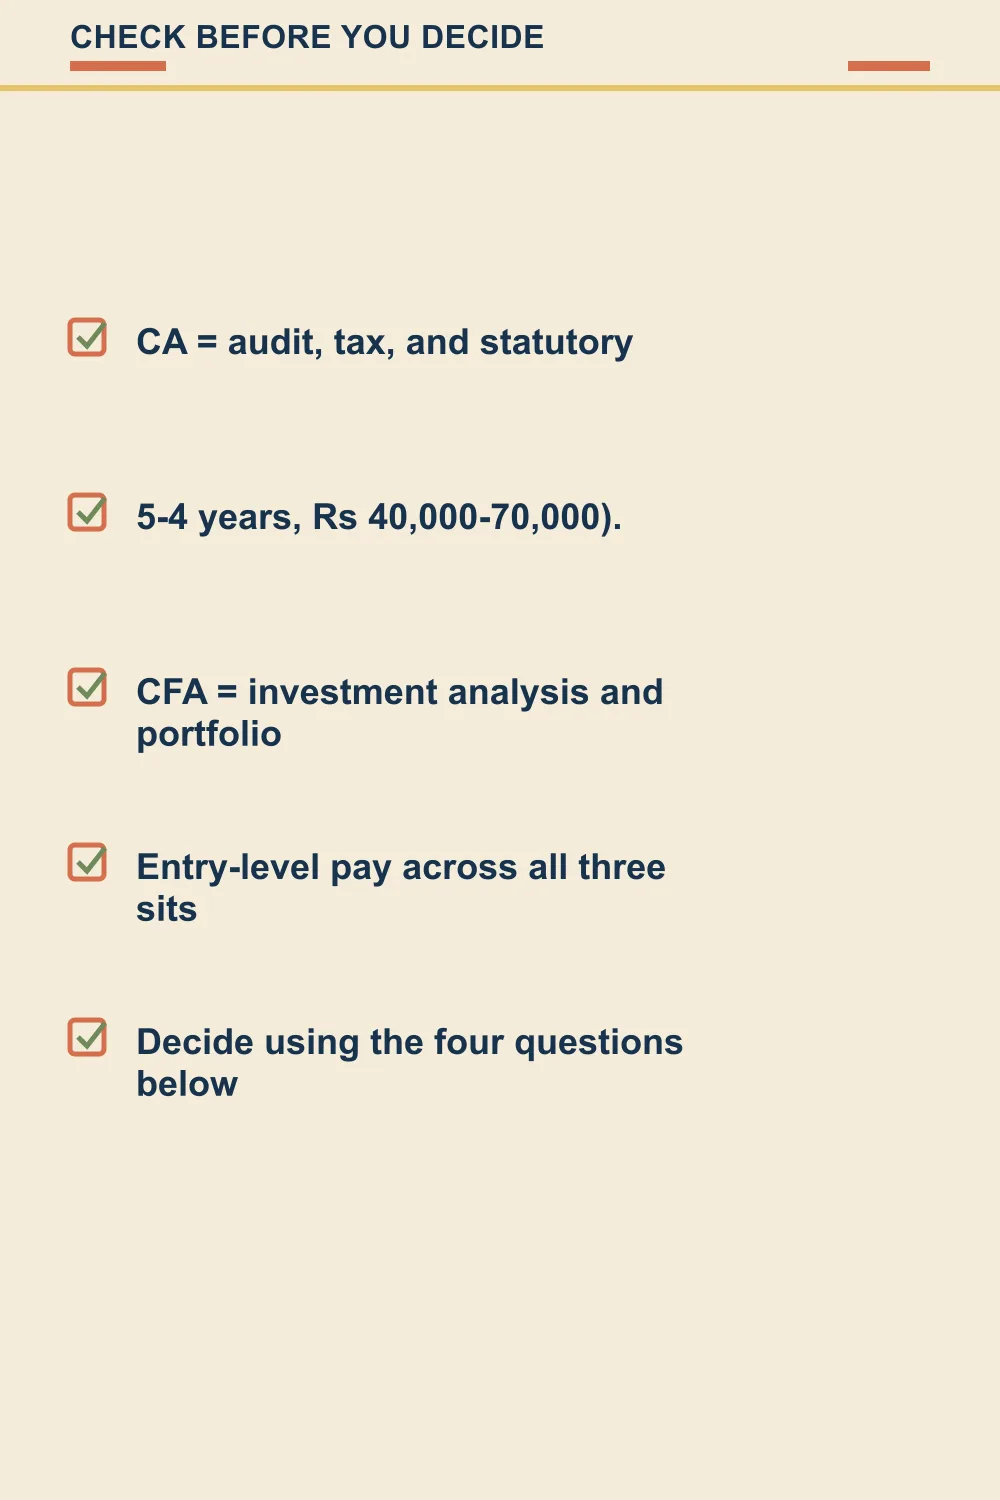 CHECK BEFORE YOU DECIDE
CA = audit, tax, and statutory
5-4 years, Rs 40,000-70,000).
CFA = investment analysis and
portfolio
Entry-level pay across all three
sits
Decide using the four questions
below